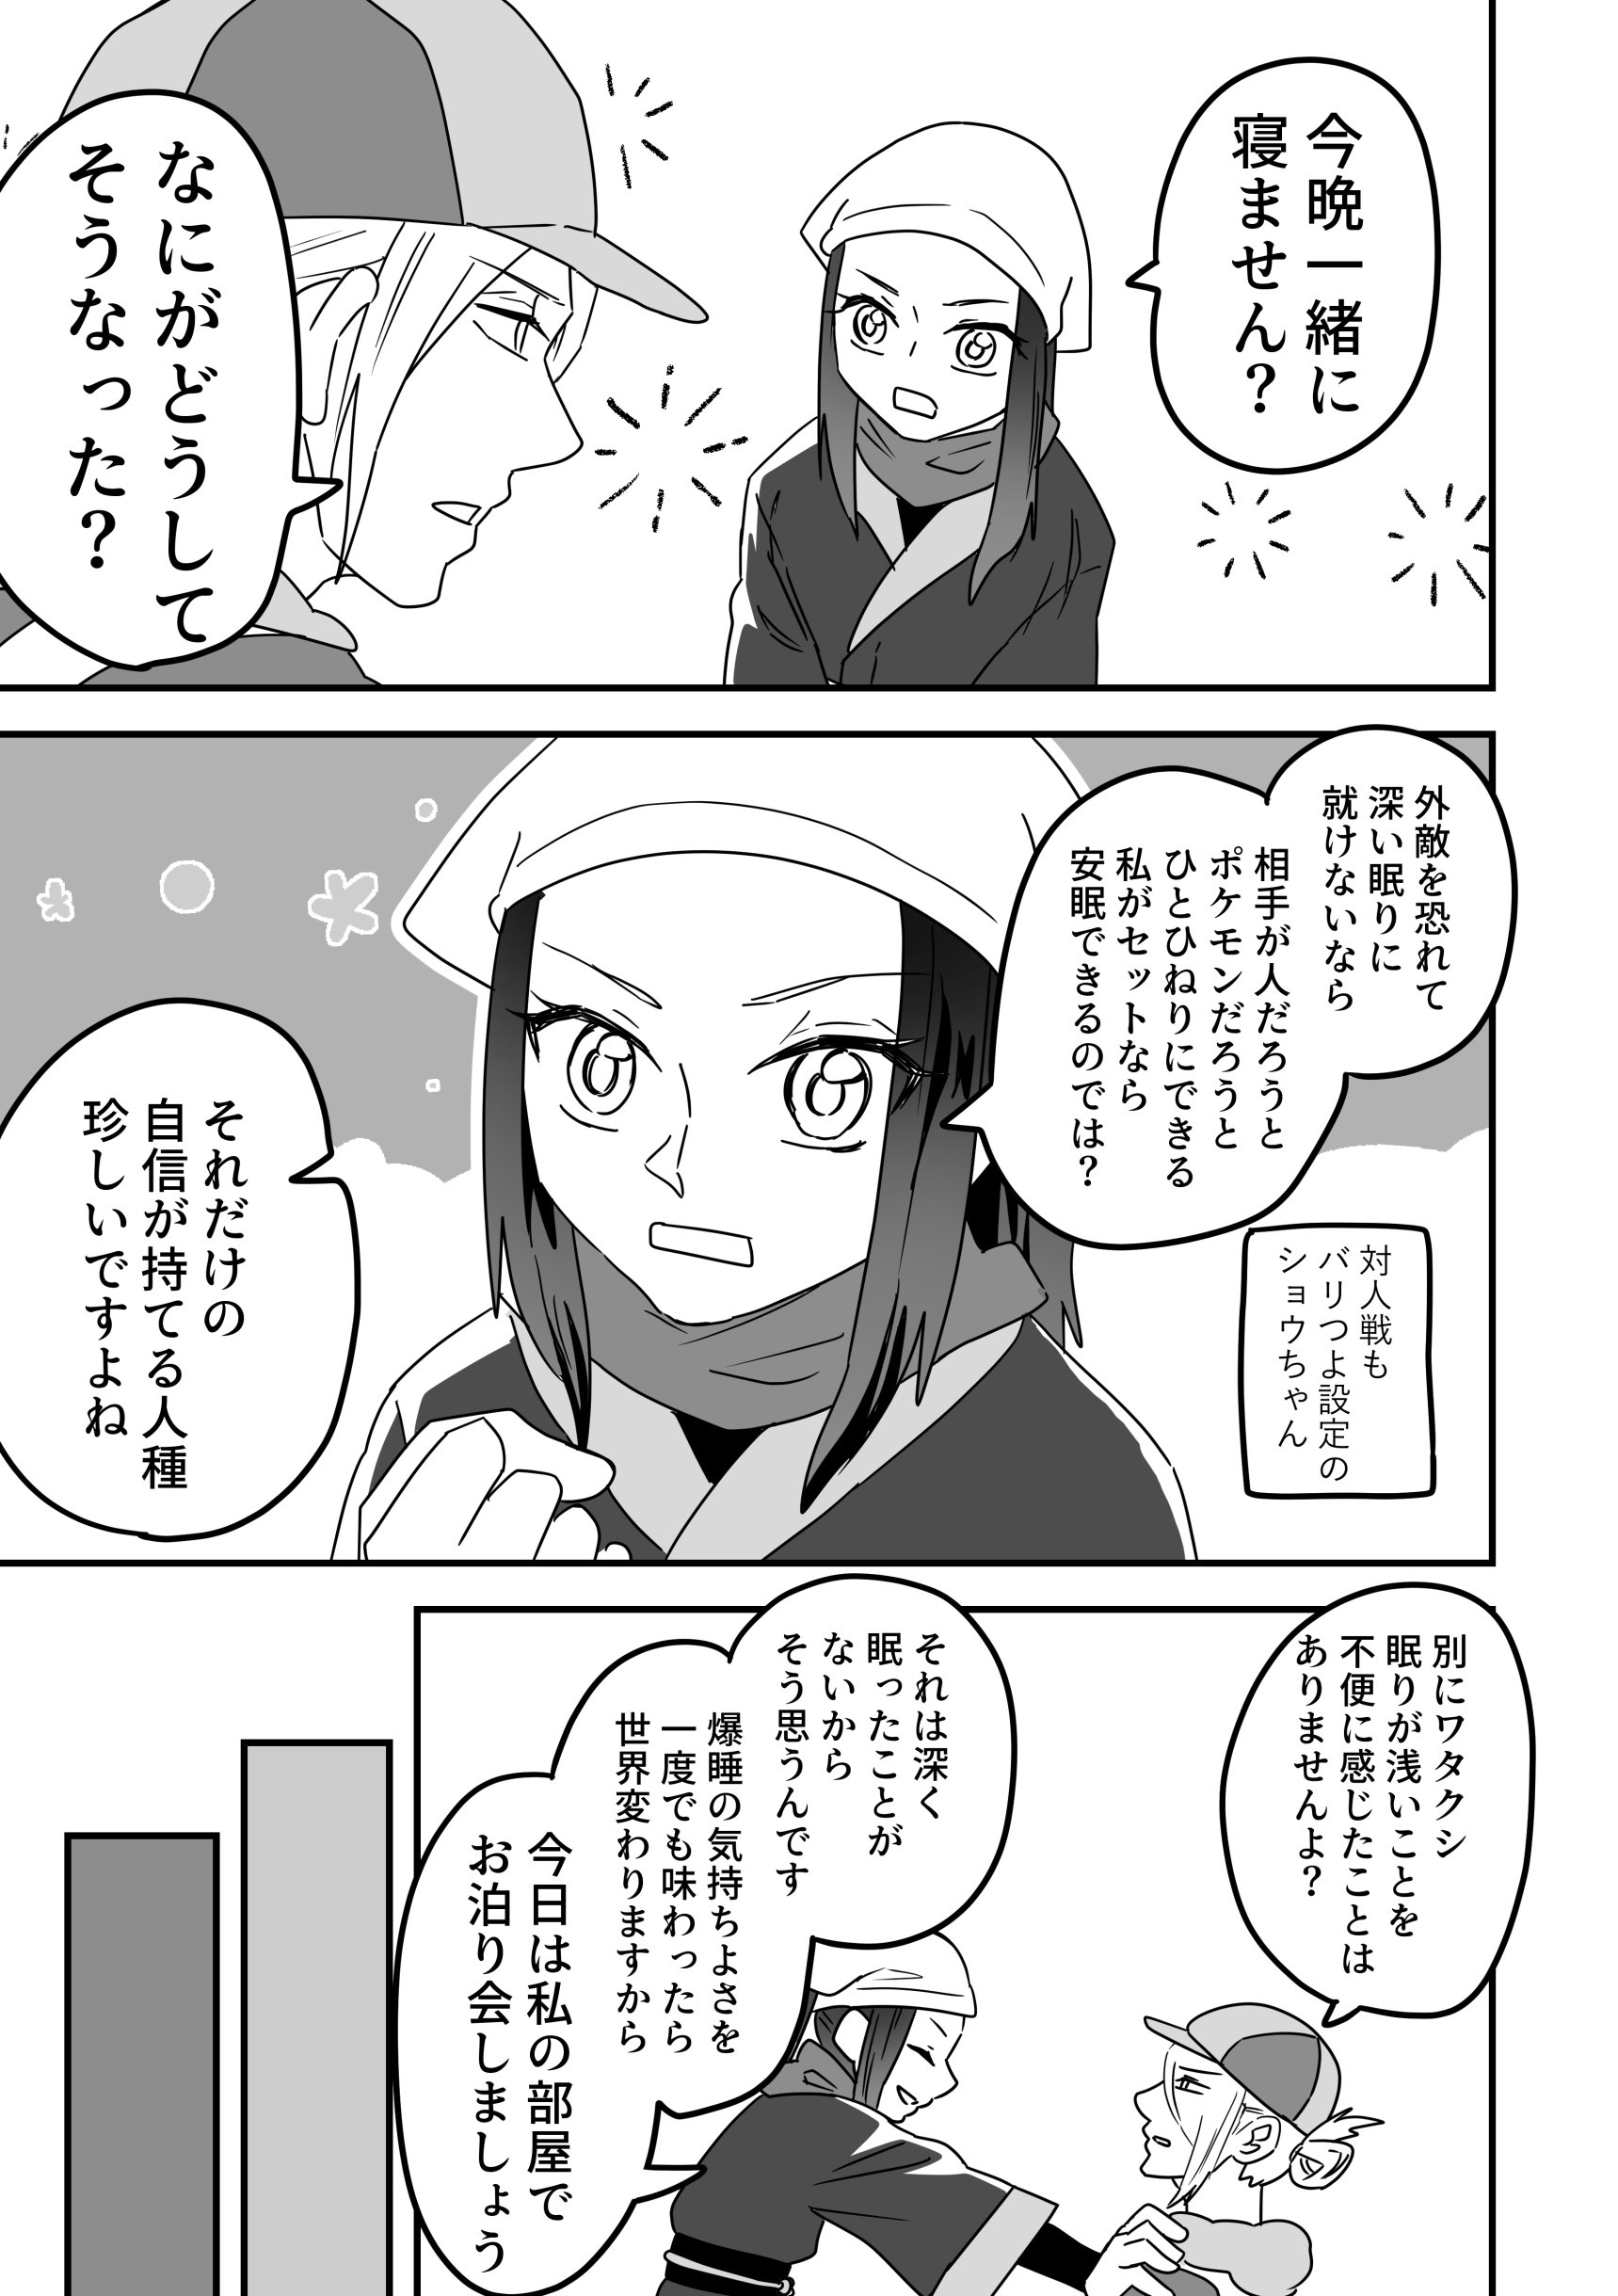 今晩一緒に
寝ません?
なにがどうして
そうなった?
外敵を恐れて
深い眠りに
就けないなら
相手が人だろうと
ポケモンだろうと
ひとひねりにできる
私がセットなら
安眠できるのでは?
対人戦も
バリつよ設定の
ショウちゃん
それだけの
自信が持てる人種
珍しいですよね
別にワタクシ
眠りが浅いことを
不便に感じたことは
ありませんよ?
それは深く
眠ったことが
ないから
そう思うんです
爆睡の気持ちよさを
一度でも味わったら
世界変わりますから
今日は私の部屋で
お泊り会しましょう